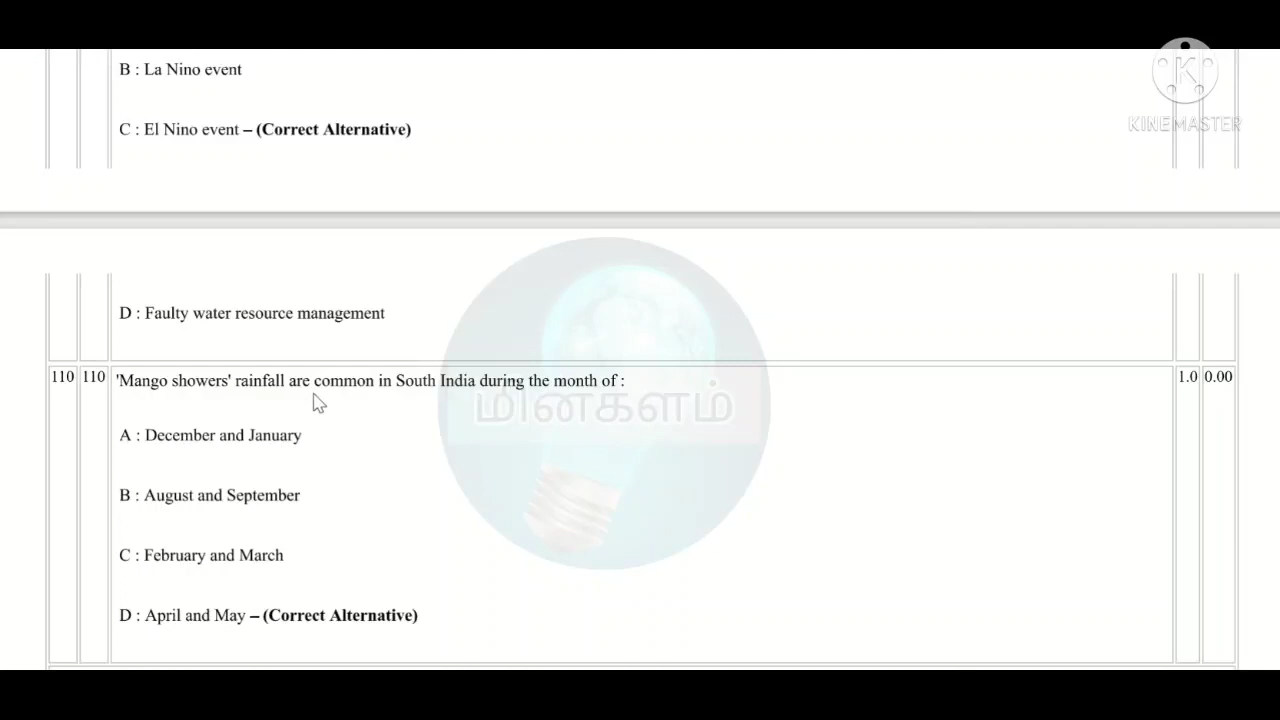 B : La Nino event
C : El Nino event – (Correct Alternative)
KINEMASTER
D : Faulty water resource management
110 110 'Mango showers' rainfall are common in South India during the month of : 1.0 0.00
மின்களம்
A : December and January
B : August and September
C : February and March
D : April and May – (Correct Alternative)